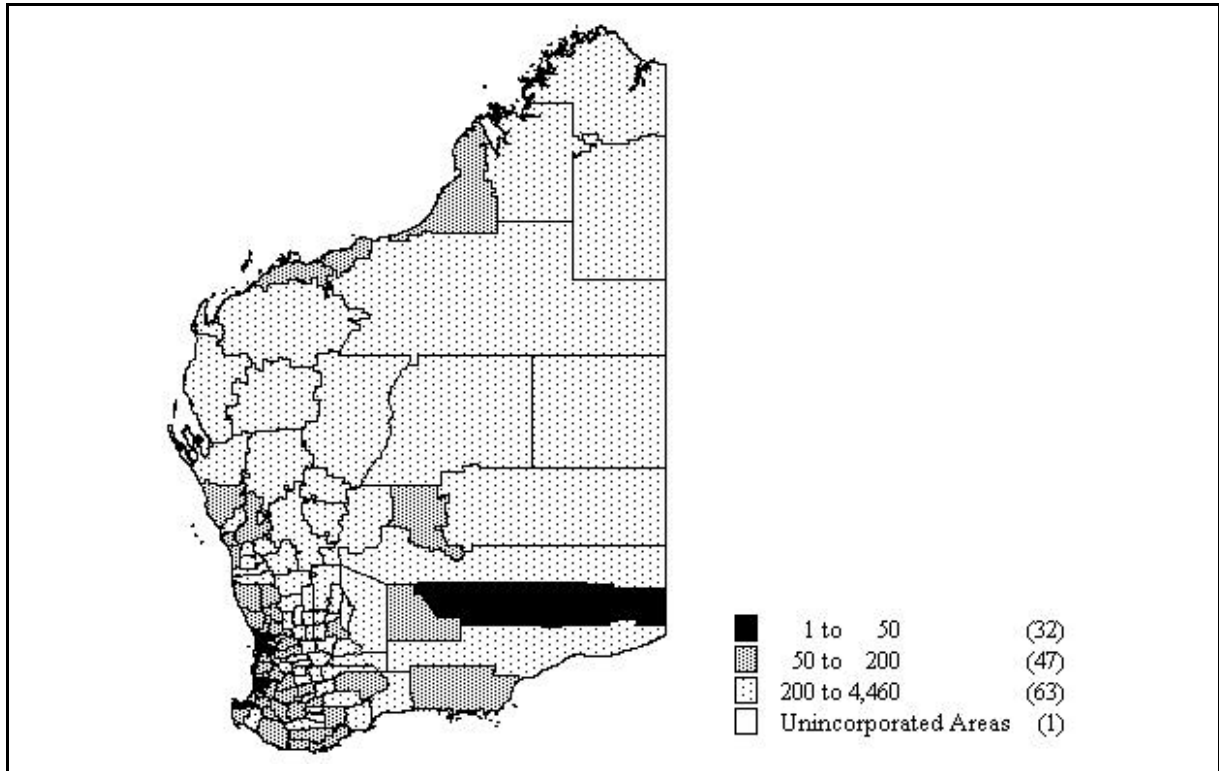 1 to 50 (32)
50 to 200 (47)
200 to 4,460 (63)
Unincorporated Areas (1)